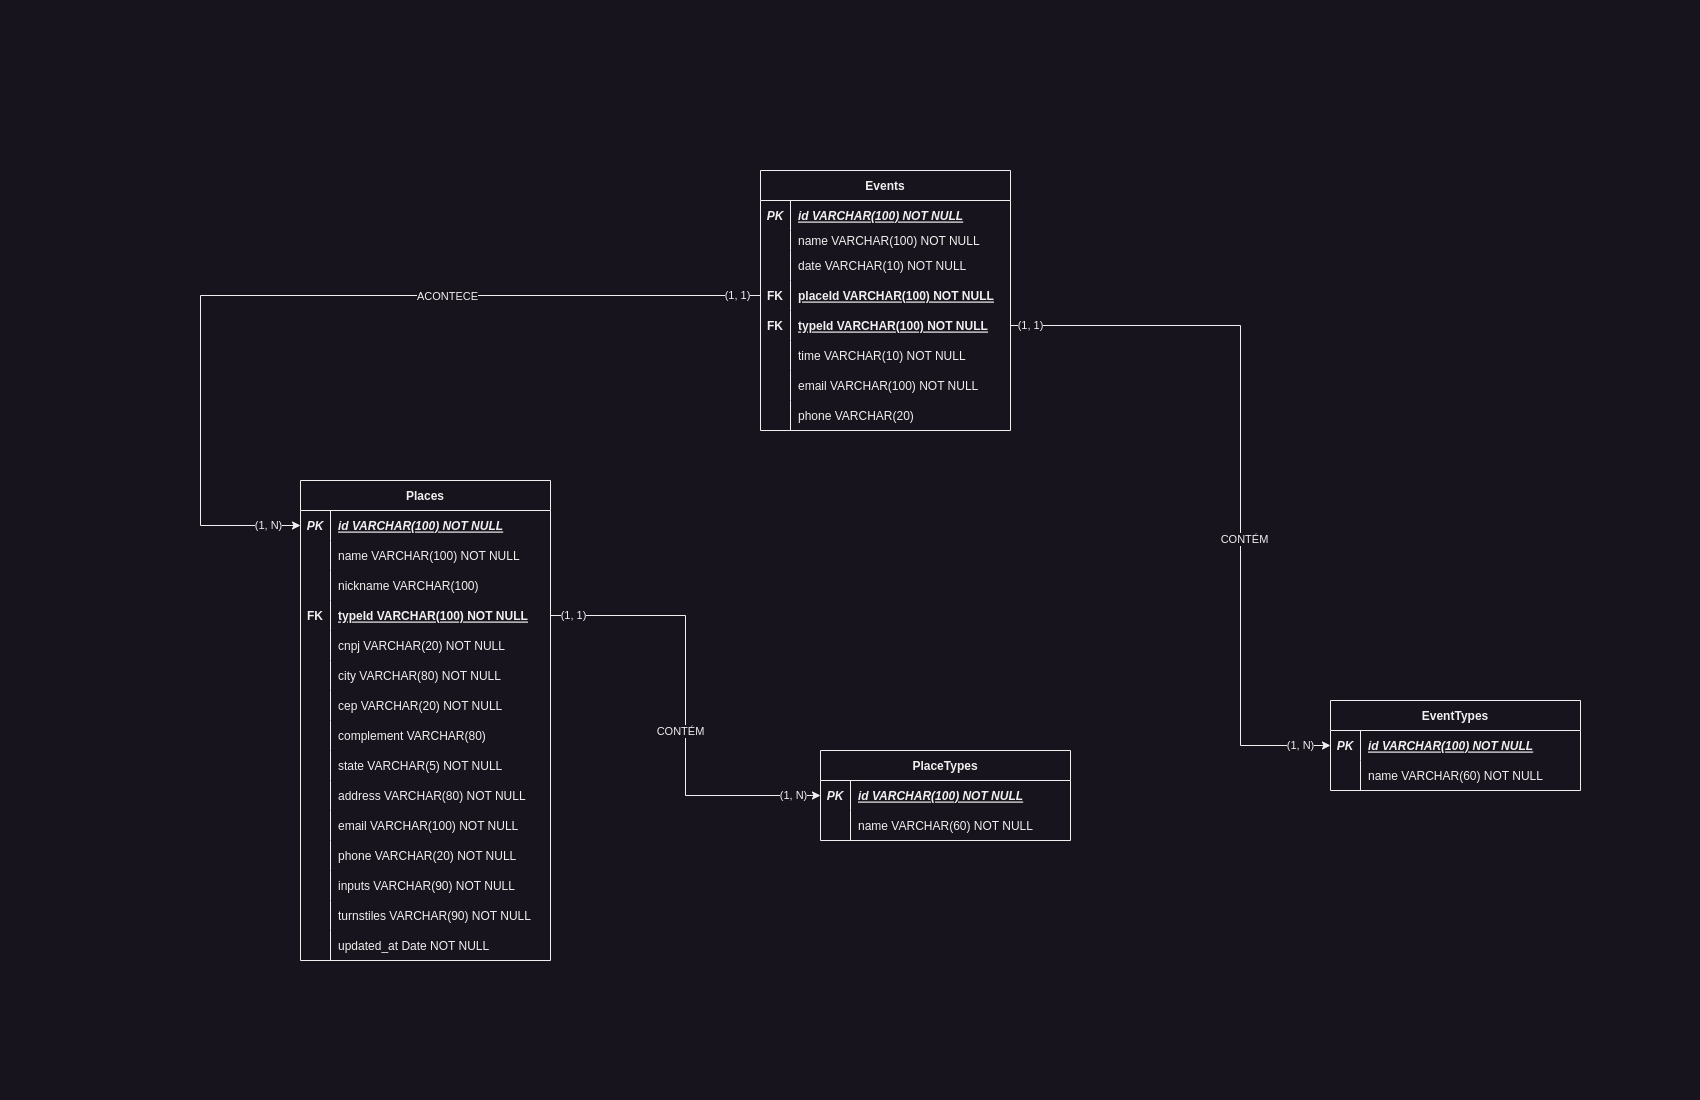 Events
PK id VARCHAR(100) NOT NULL
name VARCHAR(100) NOT NULL
date VARCHAR(10) NOT NULL
FK placeId VARCHAR(100) NOT NULL
FK typeId VARCHAR(100) NOT NULL
time VARCHAR(10) NOT NULL
email VARCHAR(100) NOT NULL
phone VARCHAR(20)
ACONTECE
(1, 1)
(1, 1)
(1, N)
Places
PK id VARCHAR(100) NOT NULL
name VARCHAR(100) NOT NULL
nickname VARCHAR(100)
FK typeId VARCHAR(100) NOT NULL
cnpj VARCHAR(20) NOT NULL
city VARCHAR(80) NOT NULL
cep VARCHAR(20) NOT NULL
complement VARCHAR(80)
state VARCHAR(5) NOT NULL
address VARCHAR(80) NOT NULL
email VARCHAR(100) NOT NULL
phone VARCHAR(20) NOT NULL
inputs VARCHAR(90) NOT NULL
turnstiles VARCHAR(90) NOT NULL
updated_at Date NOT NULL
(1, 1)
CONTÉM
(1, N)
PlaceTypes
PK id VARCHAR(100) NOT NULL
name VARCHAR(60) NOT NULL
CONTÉM
(1, N)
EventTypes
PK id VARCHAR(100) NOT NULL
name VARCHAR(60) NOT NULL